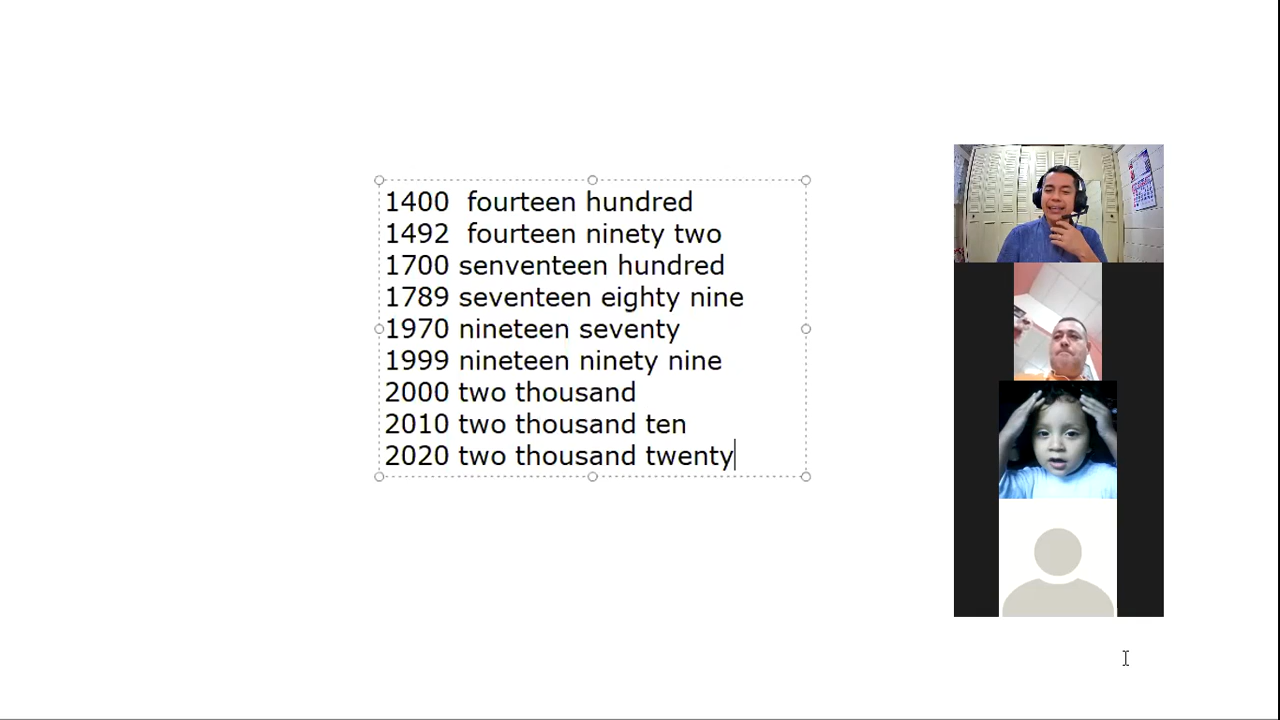 1400 fourteen hundred
1492 fourteen ninety two
1700 senventeen hundred
1789 seventeen eighty nine
1970 nineteen seventy
1999 nineteen ninety nine
2000 two thousand
2010 two thousand ten
2020 two thousand twenty